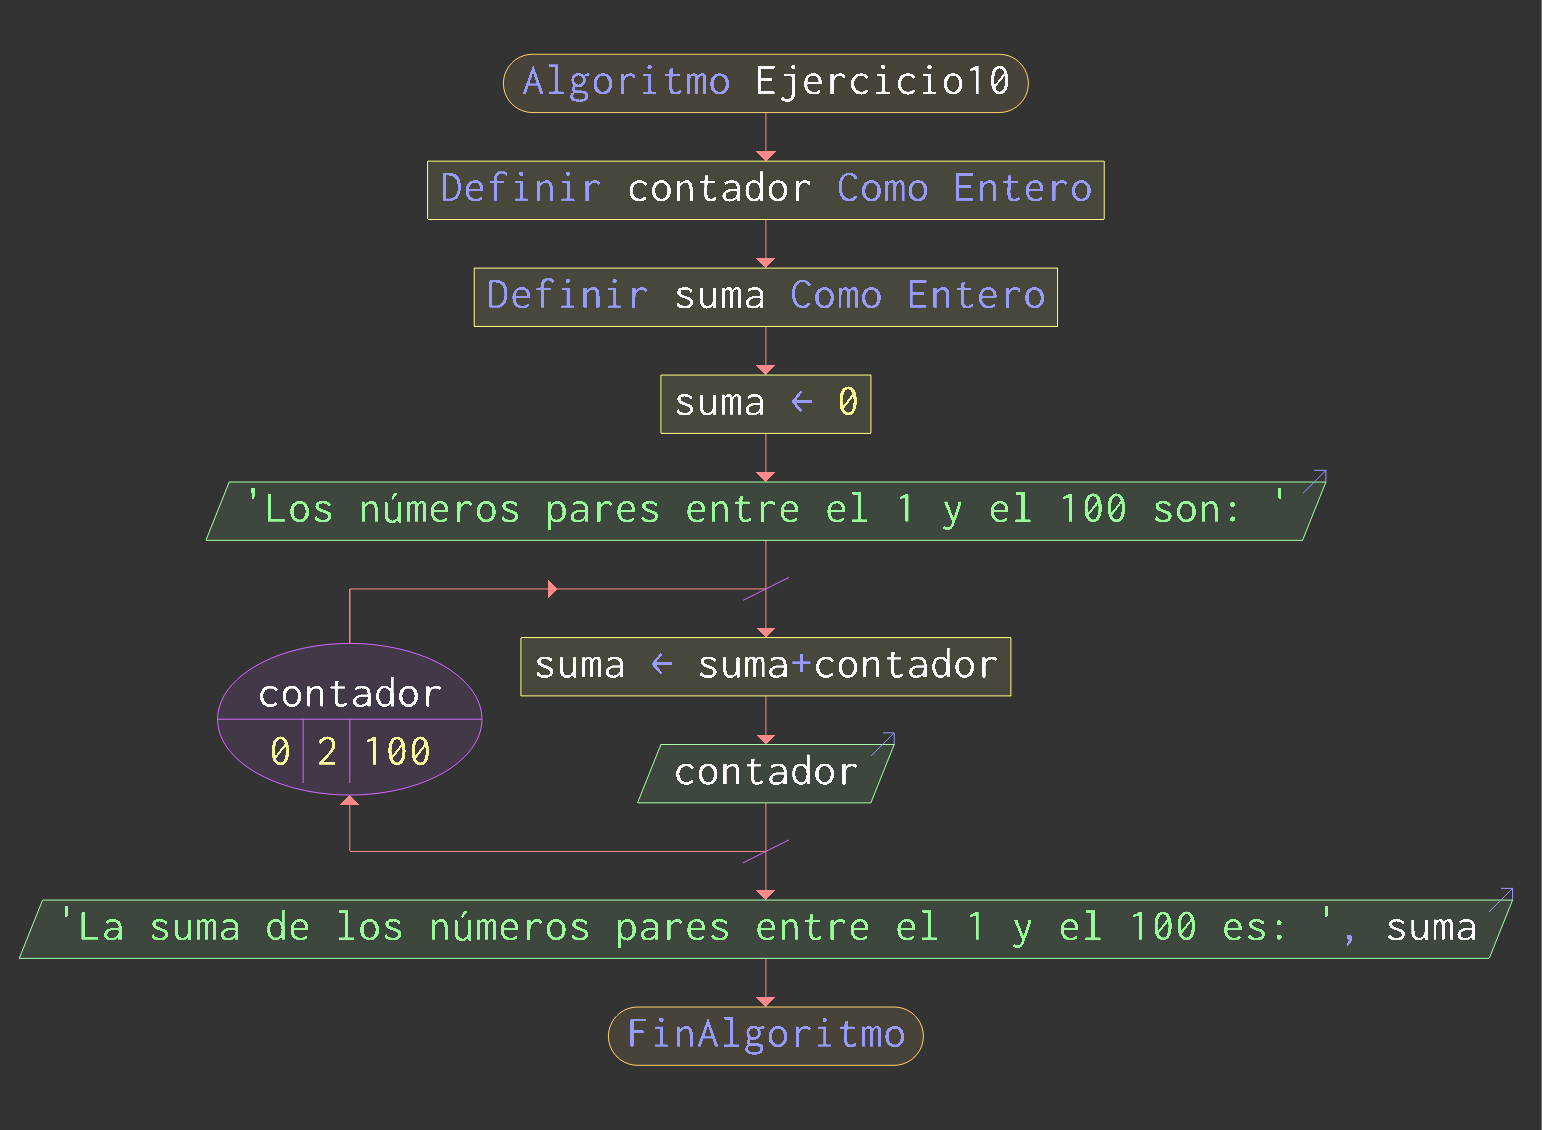 Algoritmo Ejercicio10
Definir contador Como Entero
Definir suma Como Entero
suma ← 0
'Los números pares entre el 1 y el 100 son: '
suma ← suma+contador
contador
0 2 100
contador
'La suma de los números pares entre el 1 y el 100 es: ', suma
FinAlgoritmo